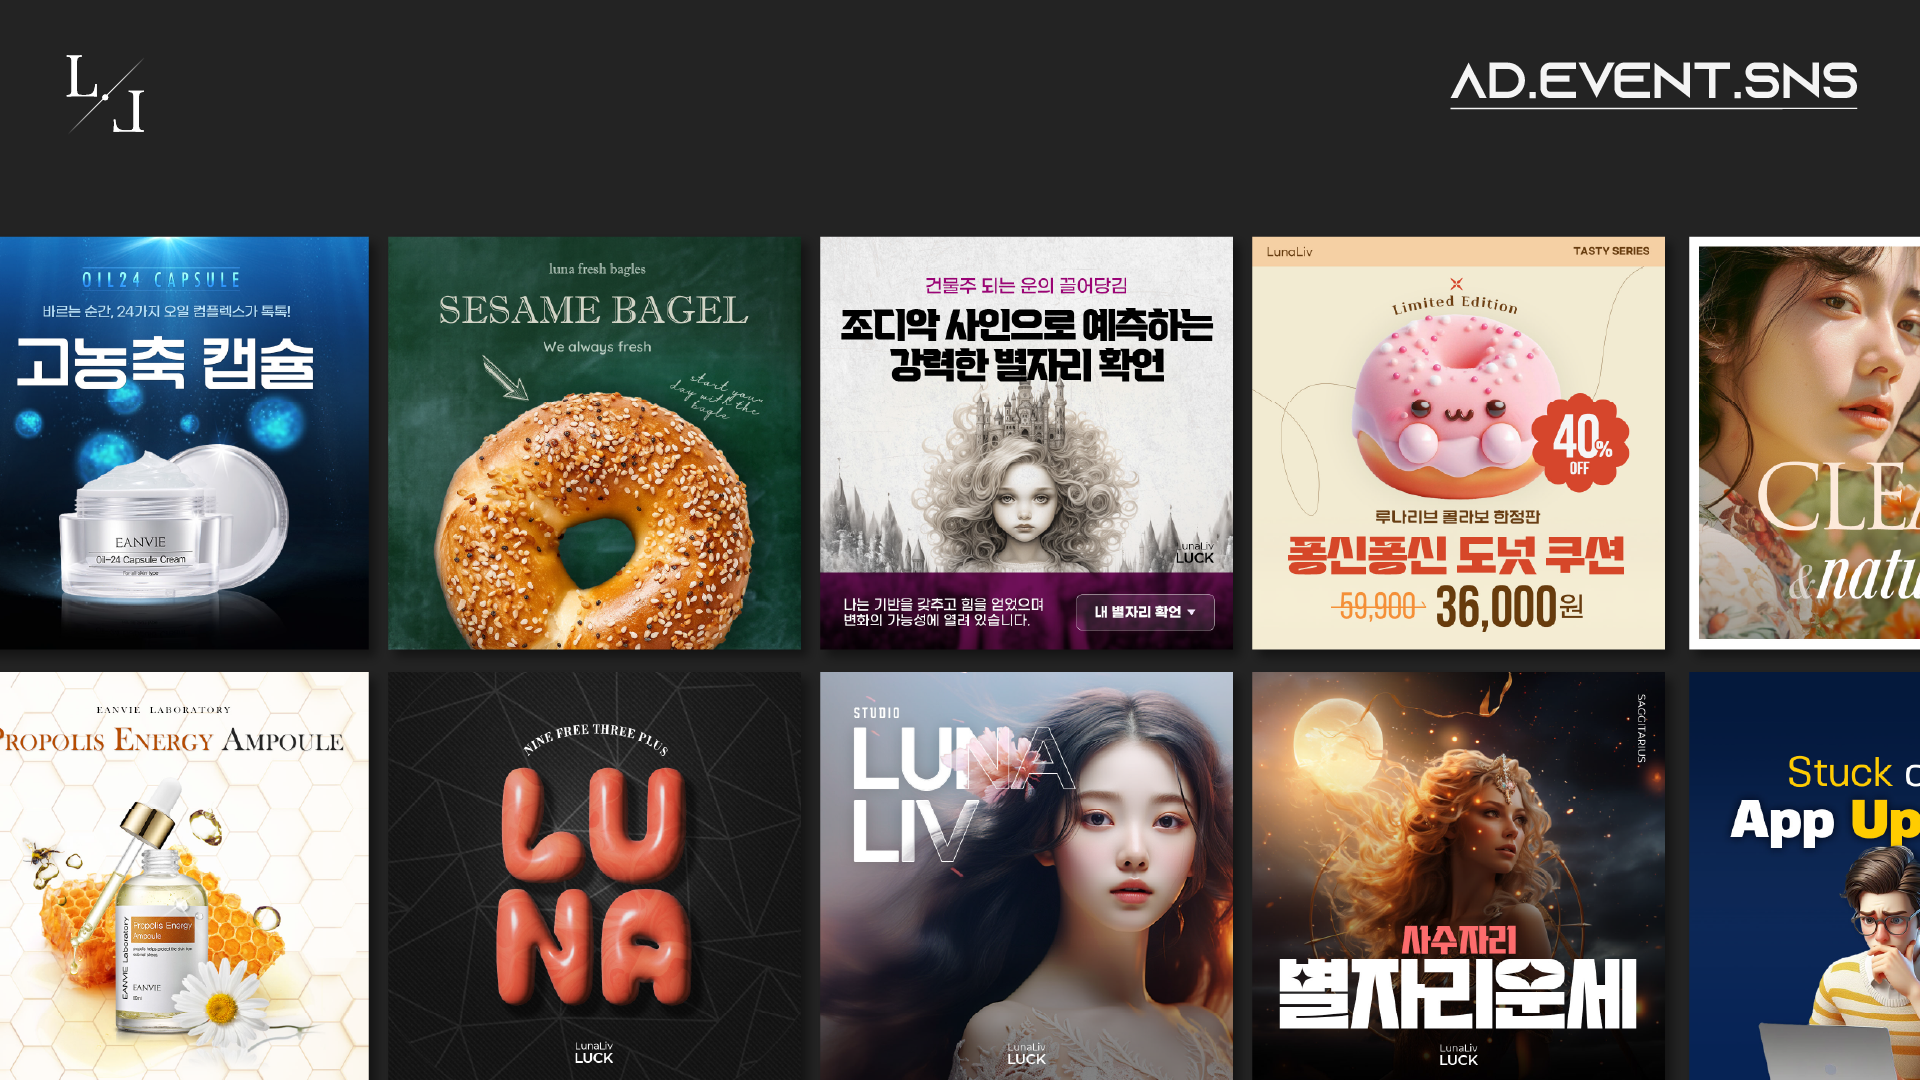 L
L
AD.EVENT.SNS
OIL24 CAPSULE
바르는 순간, 24가지 오일 컴플렉스가 톡톡!
고농축 캡슐
EANVIE
Oil-24 Capsule Cream
For all skin type
luna fresh bagles
SESAME BAGEL
We always fresh
start your
day with the
bagle
건물주 되는 운의 끌어당김
조디악 사인으로 예측하는
강력한 별자리 확언
LunaLiv
LUCK
나는 기반을 갖추고 힘을 얻었으며
변화의 가능성에 열려 있습니다.
내 별자리 확언
LunaLiv
TASTY SERIES
Limited Edition
40%
OFF
루나리브 콜라보 한정판
퐁신퐁신 도넛 쿠션
59,900
36,000원
CLEA
&natu
EANVIE LABORATORY
PROPOLIS ENERGY AMPOULE
EANVIE Laboratory
Propolis Energy
Ampoule
EANVIE
NINE FREE THREE PLUS
LU
NA
LunaLiv
LUCK
STUDIO
LUNA
LIV
LunaLiv
LUCK
SAGGITARIUS.
사수자리
별자리운세
LunaLiv
LUCK
Stuck
App Up